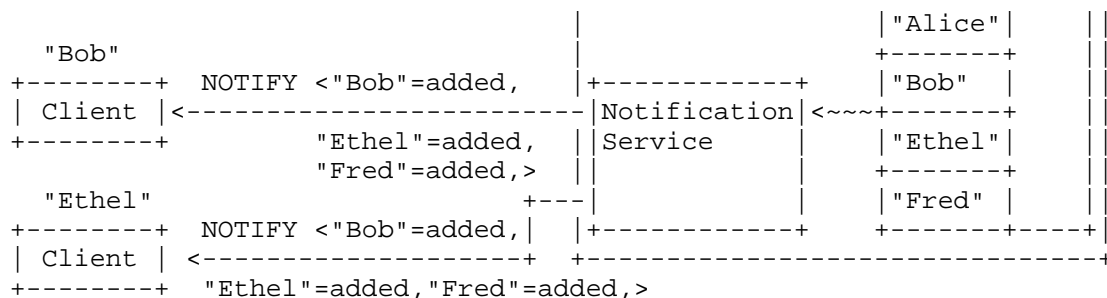 |                   |"Alice"|     ||
  "Bob"                            |                   +-------+     ||
+--------+  NOTIFY <"Bob"=added,   |+------------+    |"Bob"  |     ||
| Client |<-------------------------|Notification|<~~~+-------+     ||
+--------+         "Ethel"=added,  ||Service     |    |"Ethel"|     ||
                   "Fred"=added,>  ||            |    +-------+     ||
  "Ethel"                       +---|            |    |"Fred" |     ||
+--------+  NOTIFY <"Bob"=added,|  |+------------+    +-------+----+|
| Client | <--------------------+  +--------------------------------+
+--------+  "Ethel"=added,"Fred"=added,>